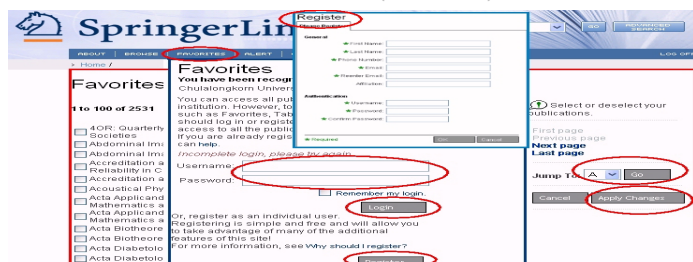 SpringerLin
GO
ADVANCED SEARCH
ABOUT
BROWSE
FAVORITES
ALERT
LOG OFF
> Home /
Favorites
1 to 100 of 2531
4OR: Quarterly
Societies
Abdominal Ima
Abdominal Ima
Accreditation a
Reliability in C
Accreditation a
Acoustical Phy
Acta Applicand
Mathematics a
Acta Applicand
Mathematics a
Acta Biotheore
Acta Biotheore
Acta Diabetolo
Acta Diabetolo
Favorites
You have been recogn
Chulalongkorn Univers
You can access all pub
institution. However, to
such as Favorites, Tab
should log in or registe
access to all the public
If you are already regis
can help.
Incomplete login, please try again.
Username:
Password:
Remember my login.
Login
Or, register as an individual user.
Registering is simple and free and will allow you
to take advantage of many of the additional
features of this site!
For more information, see Why should I register?
Register
Register
Please Register
General
First Name:
Last Name:
Phone Number:
Email:
Reenter Email:
Affiliation:
Authentication
Username:
Password:
Confirm Password:
Required
OK
Cancel
Select or deselect your
publications.
First page
Previous page
Next page
Last page
Jump To: A Go
Cancel
Apply Changes